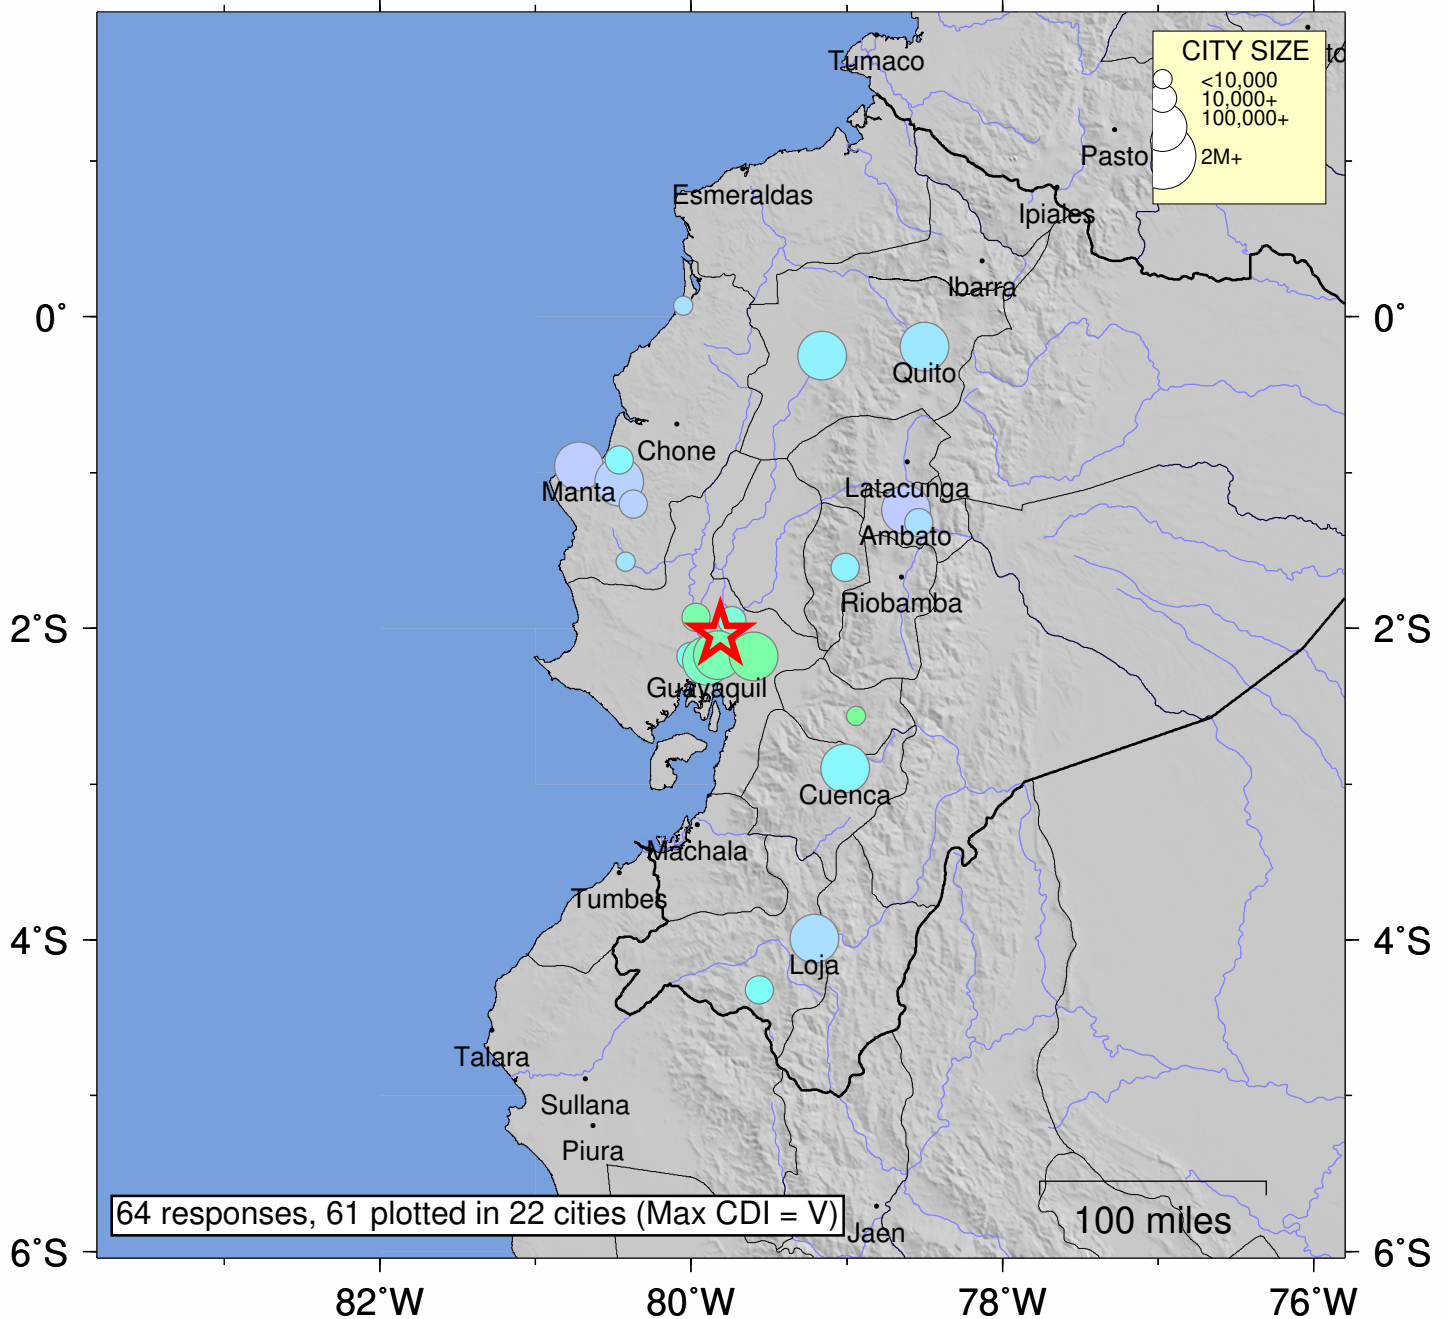 Tumaco
CITY SIZE
<10,000
10,000+
100,000+
2M+
to
Pasto
Esmeraldas
Ipiales
Ibarra
0°
0°
Quito
Chone
Manta
Latacunga
Ambato
Riobamba
2°S
2°S
Guayaquil
Cuenca
Machala
Tumbes
4°S
4°S
Loja
Talara
Sullana
Piura
64 responses, 61 plotted in 22 cities (Max CDI = V)
100 miles
Jaen
6°S
6°S
82°W
80°W
78°W
76°W